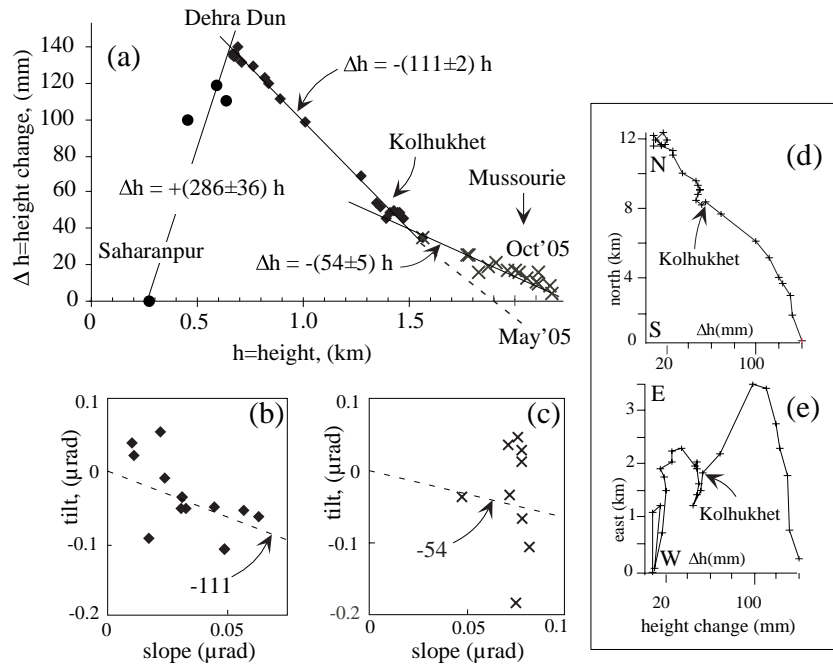 Dehra Dun
140
120
100
80
60
40
20
0
Δ h=height change, (mm)
(a)
Δh = -(111±2) h
Kolhukhet
Mussourie
Δh = +(286±36) h
Saharanpur
Δh = -(54±5) h
Oct'05
May'05
0 0.5 1.0 1.5
h=height, (km)
(b)
0.1
0
-0.1
-0.2
tilt, (µrad)
-111
0 0.05
slope (µrad)
(c)
0.1
0
-0.1
-0.2
tilt, (µrad)
-54
0 0.05 0.1
slope (µrad)
(d)
12
8
4
0
north (km)
N
Kolhukhet
S
Δh(mm)
20 100
(e)
E
3
2
1
0
east (km)
Kolhukhet
W Δh(mm)
20 100
height change (mm)